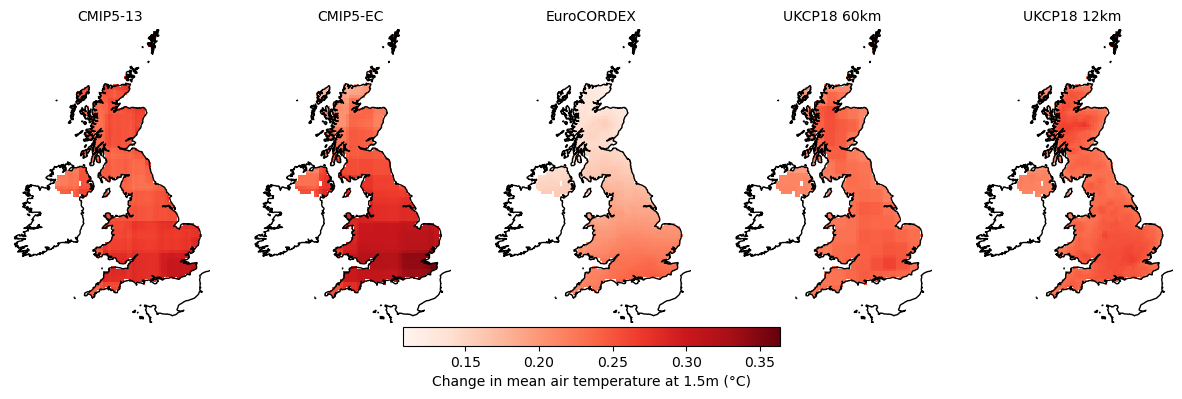 CMIP5-13 CMIP5-EC EuroCORDEX UKCP18 60km UKCP18 12km
0.15 0.20 0.25 0.30 0.35
Change in mean air temperature at 1.5m (°C)